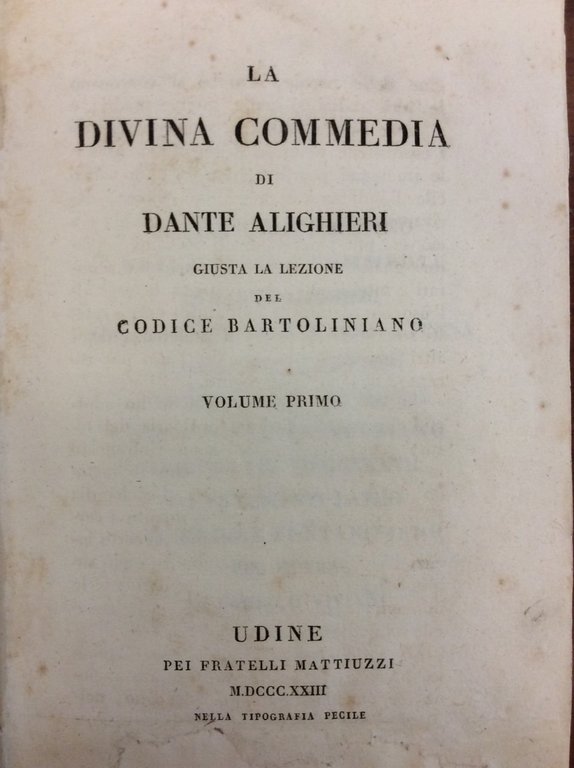 LA
DIVINA COMMEDIA
DI
DANTE ALIGHIERI
GIUSTA LA LEZIONE
DEL
CODICE BARTOLINIANO
VOLUME PRIMO
UDINE
PEI FRATELLI MATTIUZZI
M.DCCC.XXIII
NELLA TIPOGRAFIA PECILE